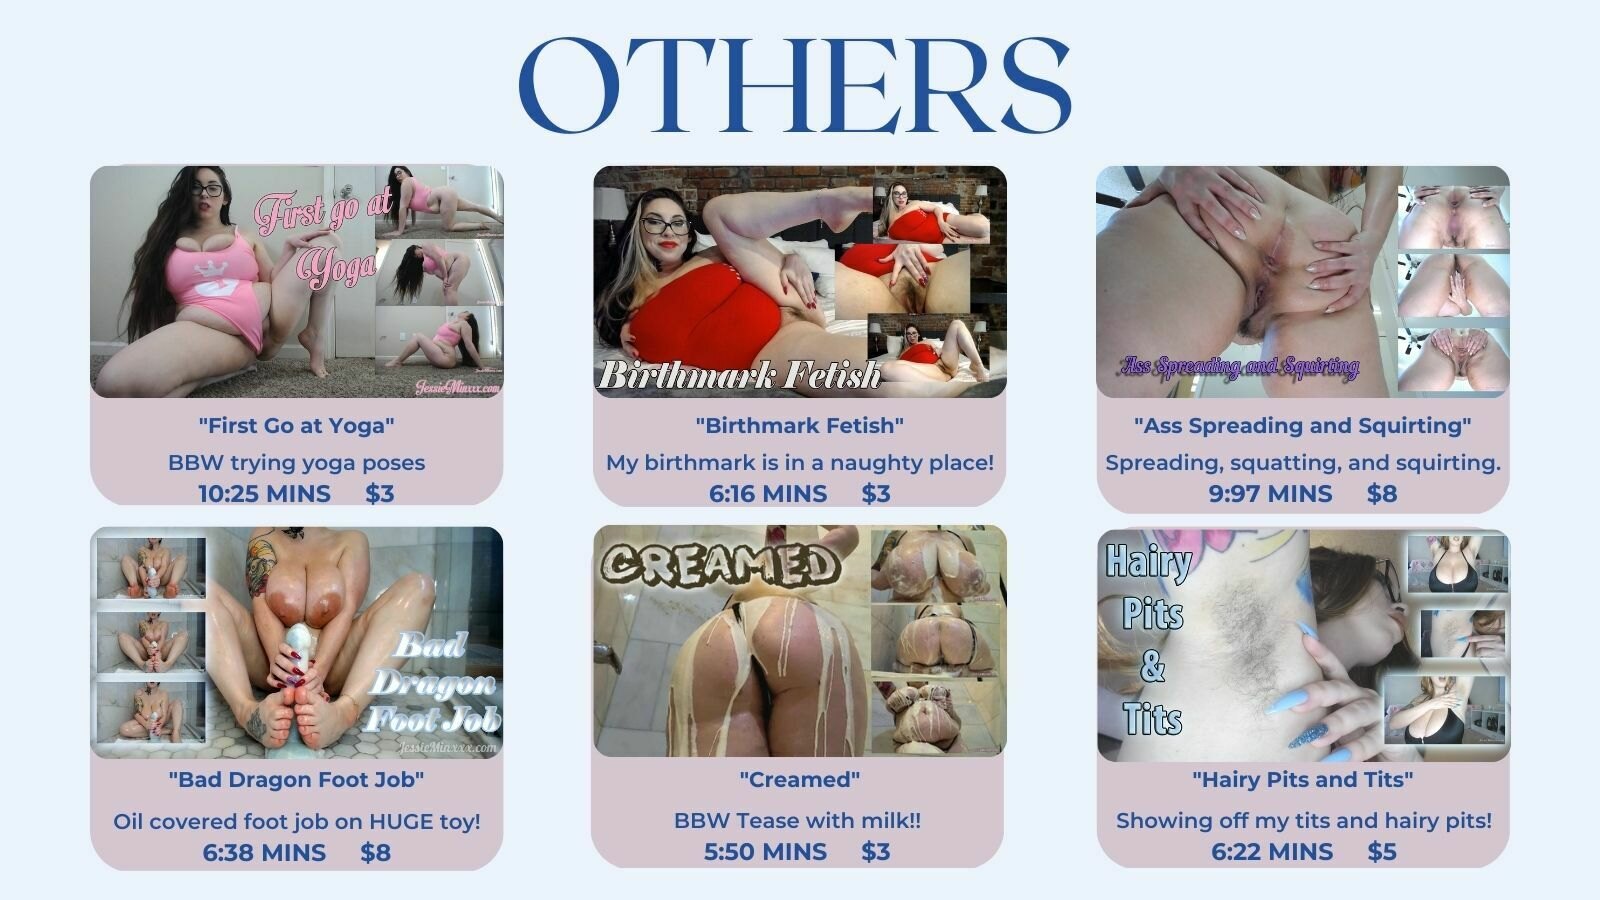 OTHERS
First go at
Yoga
JessieMinxxx.com
"First Go at Yoga"
BBW trying yoga poses
10:25 MINS $3
Birthmark Fetish
"Birthmark Fetish"
My birthmark is in a naughty place!
6:16 MINS $3
Ass Spreading and Squirting
"Ass Spreading and Squirting"
Spreading, squatting, and squirting.
9:97 MINS $8
Bad
Dragon
Foot Job
JessieMinxxx.com
"Bad Dragon Foot Job"
Oil covered foot job on HUGE toy!
6:38 MINS $8
CREAMED
"Creamed"
BBW Tease with milk!!
5:50 MINS $3
Hairy
Pits
&
Tits
"Hairy Pits and Tits"
Showing off my tits and hairy pits!
6:22 MINS $5